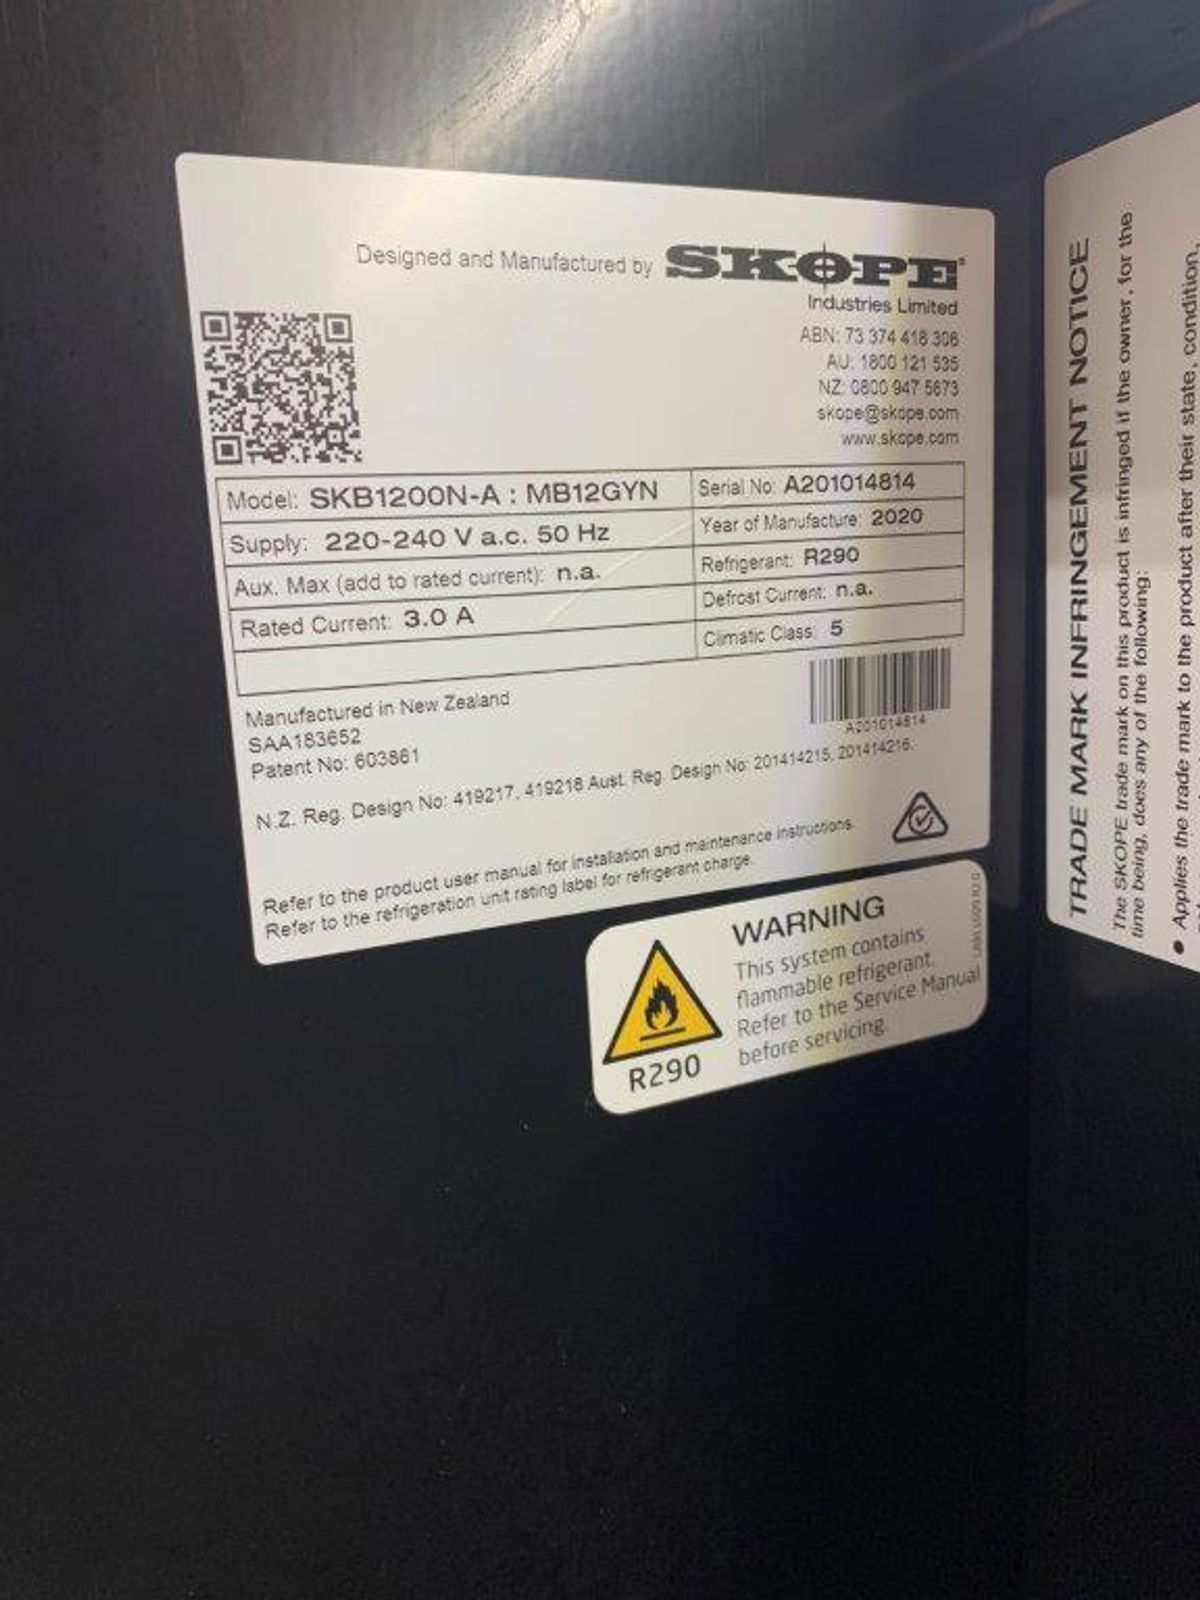 Designed and Manufactured by SKOPE
Industries Limited
ABN: 73 374 418 306
AU: 1800 121 535
NZ: 0800 947 5673
skope@skope.com
www.skope.com
Model: SKB1200N-A : MB12GYN
Serial No: A201014814
Supply: 220-240 V a.c. 50 Hz
Year of Manufacture: 2020
Aux. Max (add to rated current): n.a.
Refrigerant: R290
Rated Current: 3.0 A
Defrost Current: n.a.
Climatic Class: 5
A201014814
Manufactured in New Zealand
SAA183652
Patent No: 603861
N.Z. Reg. Design No: 419217, 419218 Aust. Reg. Design No: 201414215, 201414216.
Refer to the product user manual for installation and maintenance instructions.
Refer to the refrigeration unit rating label for refrigerant charge.
WARNING
This system contains
flammable refrigerant.
Refer to the Service Manual
before servicing.
R290
TRADE MARK INFRINGEMENT NOTICE
The SKOPE trade mark on this product is infringed if the owner, for the
time being, does any of the following:
• Applies the trade mark to the product after their state, condition,